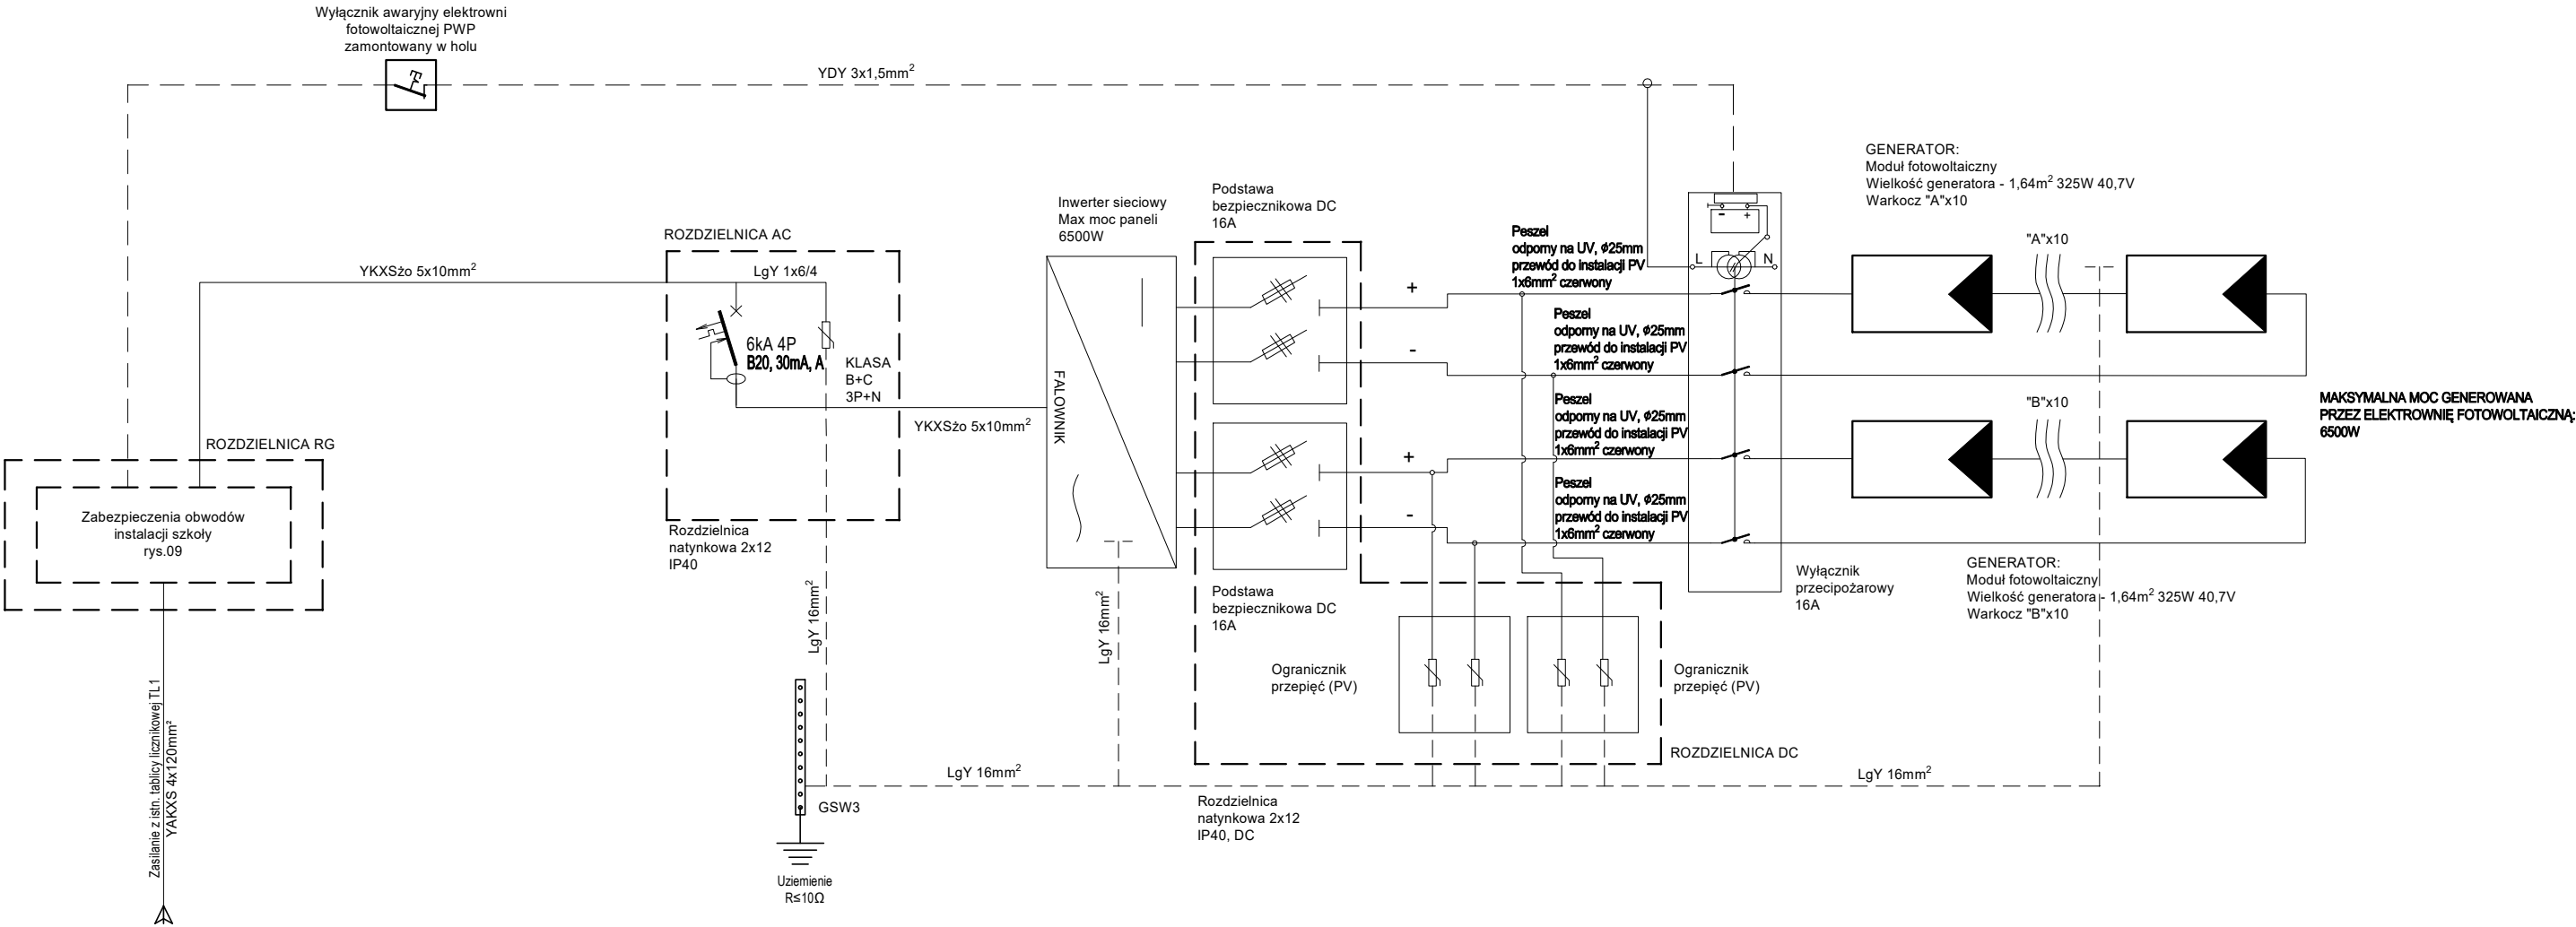 Wyłącznik awaryjny elektrowni
fotowoltaicznej PWP
zamontowany w holu
YDY 3x1,5mm²
GENERATOR:
Moduł fotowoltaiczny
Wielkość generatora - 1,64m² 325W 40,7V
Warkocz "A"x10
Podstawa
bezpiecznikowa DC
16A
Inwerter sieciowy
Max moc paneli
6500W
ROZDZIELNICA AC
YKXSżo 5x10mm²
LgY 1x6/4
6kA 4P
B20, 30mA, A
KLASA
B+C
3P+N
YKXSżo 5x10mm²
FALOWNIK
+
-
+
-
Peszel
odporny na UV, ϕ25mm
przewód do instalacji PV
1x6mm² czerwony
Peszel
odporny na UV, ϕ25mm
przewód do instalacji PV
1x6mm² czerwony
Peszel
odporny na UV, ϕ25mm
przewód do instalacji PV
1x6mm² czerwony
Peszel
odporny na UV, ϕ25mm
przewód do instalacji PV
1x6mm² czerwony
- +
L N
"A"x10
"B"x10
MAKSYMALNA MOC GENEROWANA
PRZEZ ELEKTROWNIĘ FOTOWOLTAICZNĄ:
6500W
ROZDZIELNICA RG
Zabezpieczenia obwodów
instalacji szkoły
rys.09
Rozdzielnica
natynkowa 2x12
IP40
LgY 16mm²
LgY 16mm²
Podstawa
bezpiecznikowa DC
16A
Wyłącznik
przecipożarowy
16A
GENERATOR:
Moduł fotowoltaiczny
Wielkość generatora - 1,64m² 325W 40,7V
Warkocz "B"x10
Ogranicznik
przepięć (PV)
Ogranicznik
przepięć (PV)
ROZDZIELNICA DC
Zasilanie z istn. tablicy licznikowej TL1
YAKXS 4x120mm²
LgY 16mm²
LgY 16mm²
GSW3
Rozdzielnica
natynkowa 2x12
IP40, DC
Uziemienie
R≤10Ω